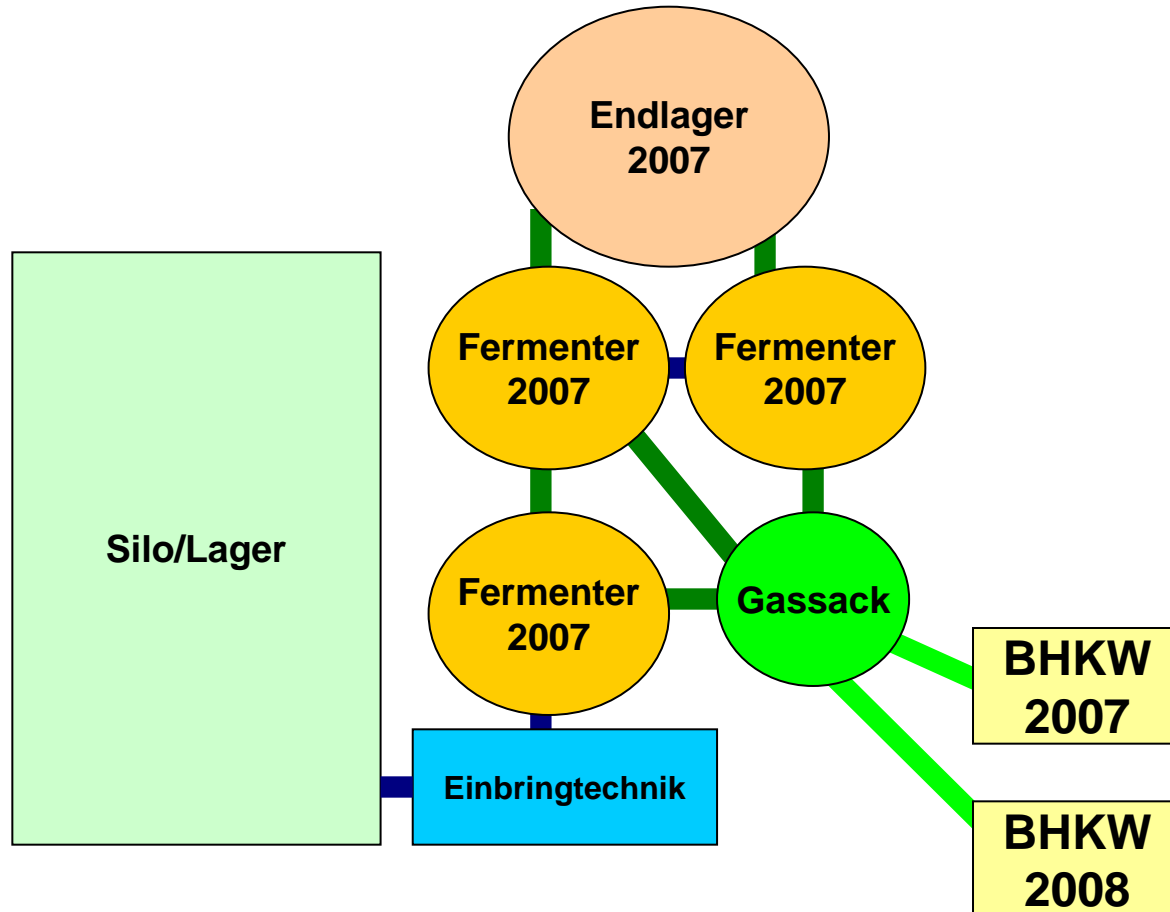 Endlager
2007
Fermenter
2007
Fermenter
2007
Silo/Lager
Fermenter
2007
Gassack
BHKW
2007
Einbringtechnik
BHKW
2008